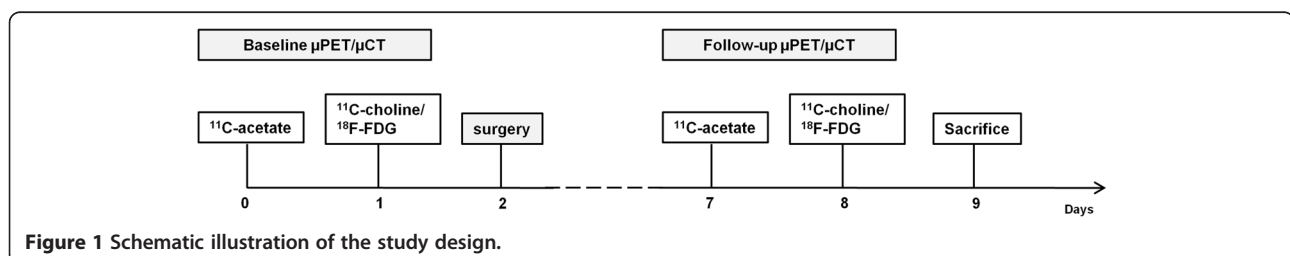 Baseline µPET/µCT
Follow-up µPET/µCT
¹¹C-acetate
¹¹C-choline/
¹⁸F-FDG
surgery
¹¹C-acetate
¹¹C-choline/
¹⁸F-FDG
Sacrifice
0 1 2 7 8 9 Days
Figure 1 Schematic illustration of the study design.